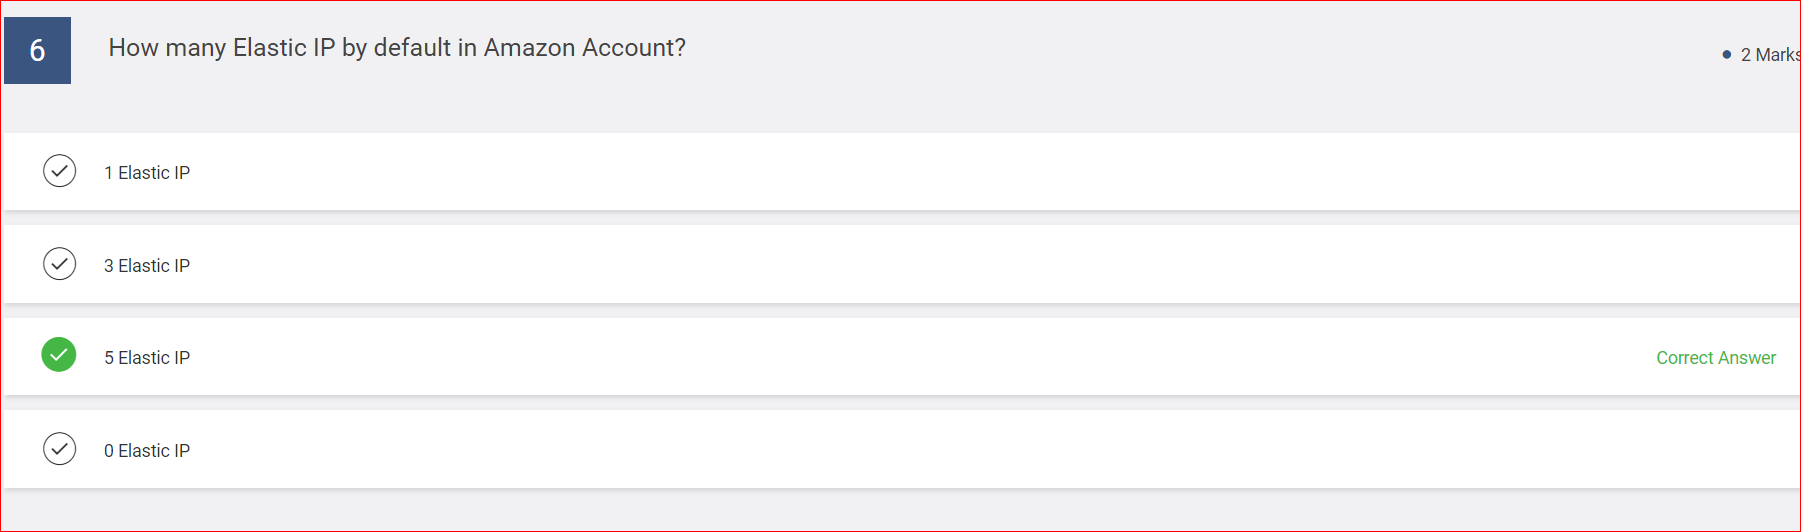 6
How many Elastic IP by default in Amazon Account?
2 Marks
1 Elastic IP
3 Elastic IP
5 Elastic IP
Correct Answer
0 Elastic IP